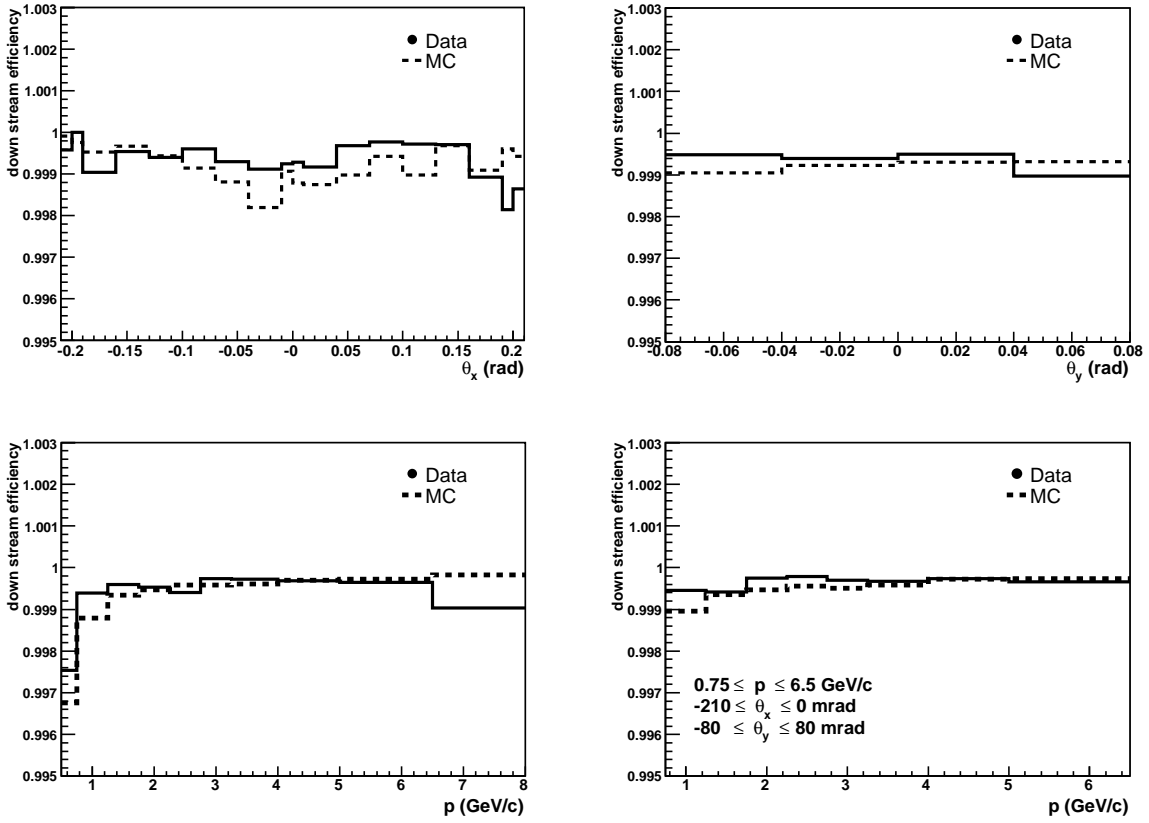 down stream efficiency
1.003
1.002
1.001
1
0.999
0.998
0.997
0.996
0.995
Data
MC
-0.2 -0.15 -0.1 -0.05 -0 0.05 0.1 0.15 0.2
θx (rad)
down stream efficiency
1.003
1.002
1.001
1
0.999
0.998
0.997
0.996
0.995
Data
MC
-0.08 -0.06 -0.04 -0.02 0 0.02 0.04 0.06 0.08
θy (rad)
down stream efficiency
1.003
1.002
1.001
1
0.999
0.998
0.997
0.996
0.995
Data
MC
1 2 3 4 5 6 7 8
p (GeV/c)
down stream efficiency
1.003
1.002
1.001
1
0.999
0.998
0.997
0.996
0.995
Data
MC
0.75 ≤ p ≤ 6.5 GeV/c
-210 ≤ θx ≤ 0 mrad
-80 ≤ θy ≤ 80 mrad
1 2 3 4 5 6
p (GeV/c)